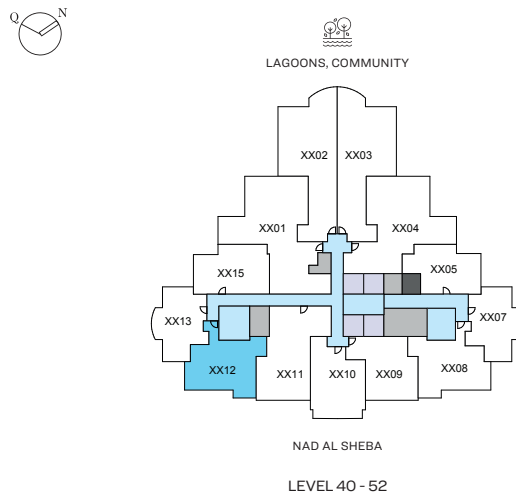 Q N
LAGOONS, COMMUNITY
XX02 XX03
XX01 XX04
XX15 XX05
XX13 XX07
XX12 XX11 XX10 XX09 XX08
NAD AL SHEBA
LEVEL 40 - 52